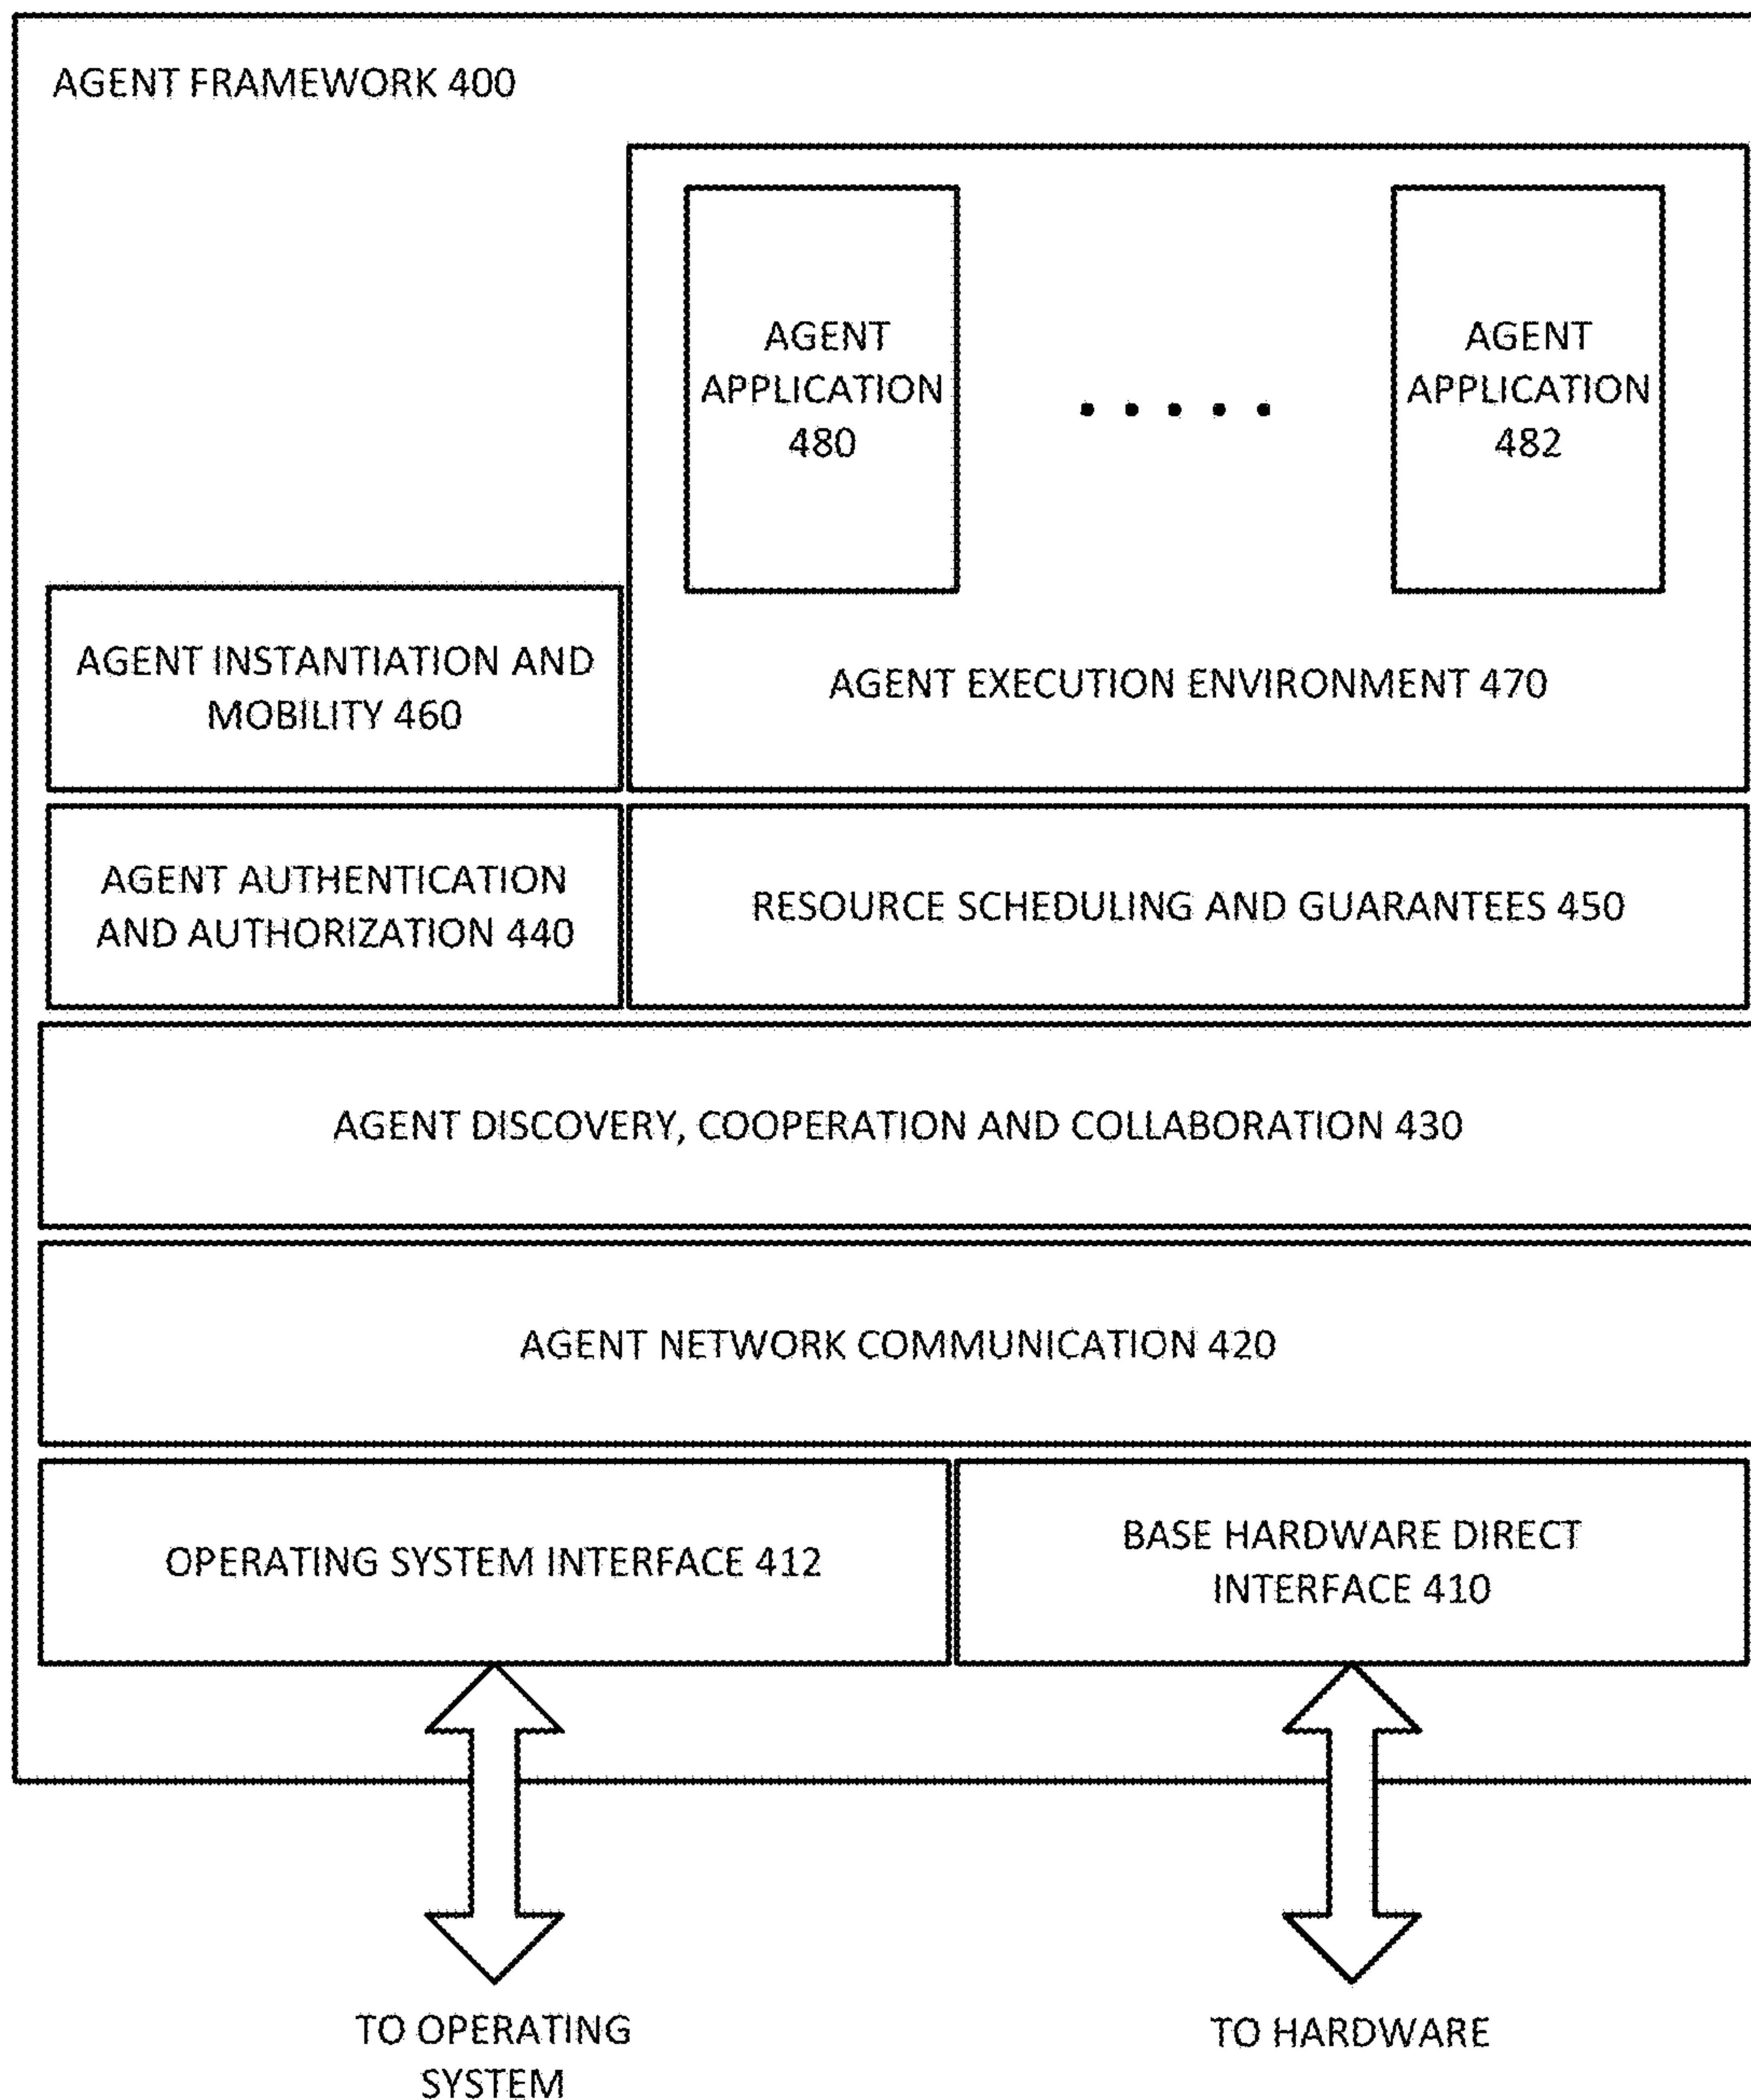 AGENT FRAMEWORK 400
AGENT
APPLICATION
480
AGENT
APPLICATION
482
AGENT INSTANTIATION AND
MOBILITY 460
AGENT EXECUTION ENVIRONMENT 470
AGENT AUTHENTICATION
AND AUTHORIZATION 440
RESOURCE SCHEDULING AND GUARANTEES 450
AGENT DISCOVERY, COOPERATION AND COLLABORATION 430
AGENT NETWORK COMMUNICATION 420
OPERATING SYSTEM INTERFACE 412
BASE HARDWARE DIRECT
INTERFACE 410
TO OPERATING
SYSTEM
TO HARDWARE